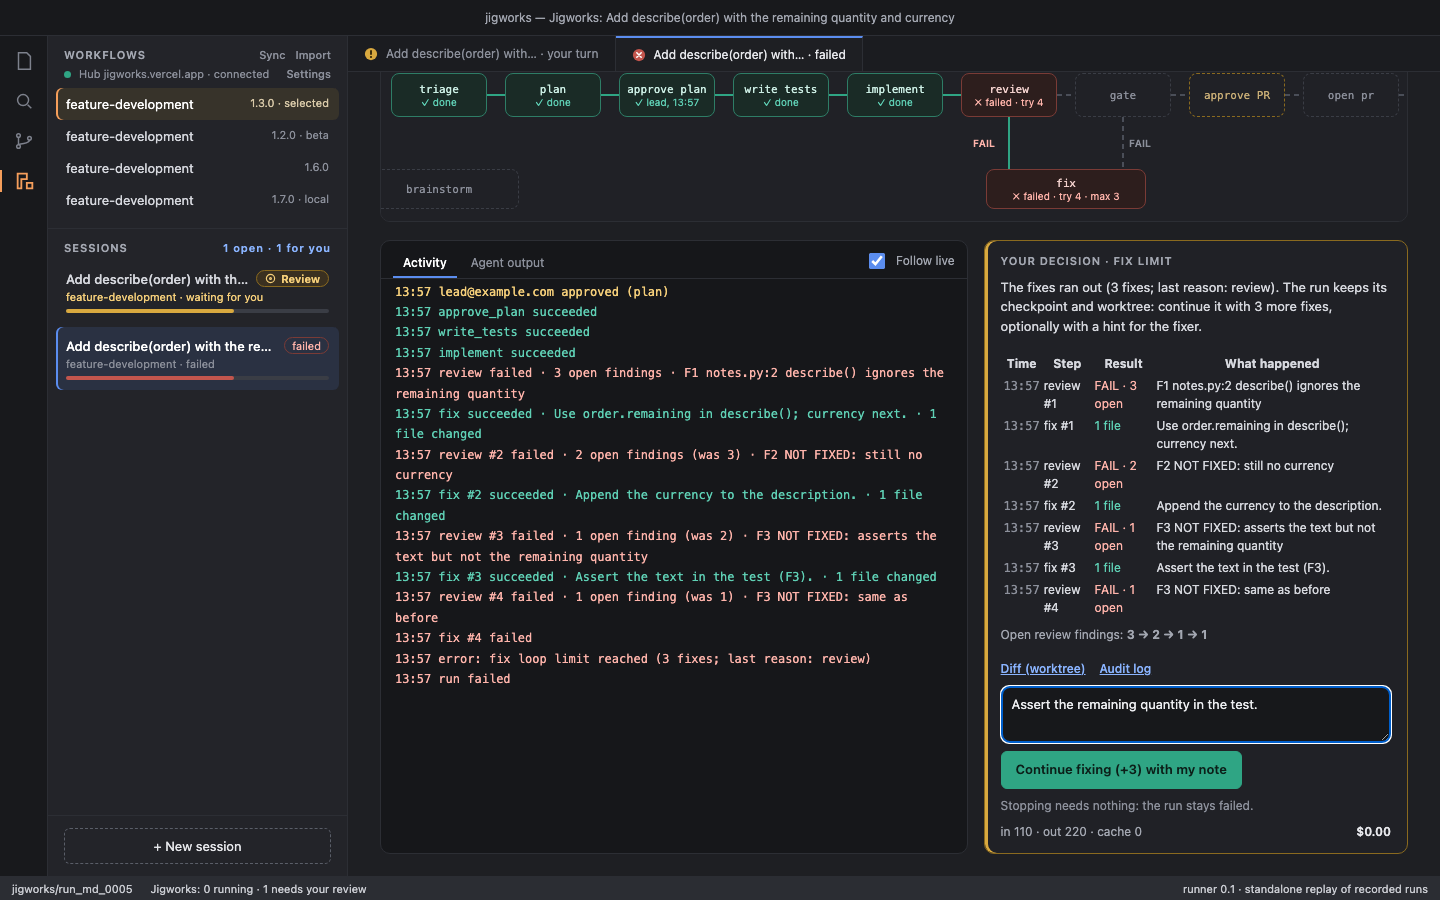 jigworks — Jigworks: Add describe(order) with the remaining quantity and currency
WORKFLOWS
Sync Import
Hub jigworks.vercel.app · connected Settings
feature-development 1.3.0 · selected
feature-development 1.2.0 · beta
feature-development 1.6.0
feature-development 1.7.0 · local
SESSIONS 1 open · 1 for you
Add describe(order) with th... Review
feature-development · waiting for you
Add describe(order) with the re... failed
feature-development · failed
+ New session
Add describe(order) with... · your turn
Add describe(order) with... · failed
triage
✓ done
plan
✓ done
approve plan
✓ lead, 13:57
write tests
✓ done
implement
✓ done
review
✕ failed · try 4
gate
approve PR
open pr
FAIL
FAIL
brainstorm
fix
✕ failed · try 4 · max 3
Activity Agent output Follow live
13:57 lead@example.com approved (plan)
13:57 approve_plan succeeded
13:57 write_tests succeeded
13:57 implement succeeded
13:57 review failed · 3 open findings · F1 notes.py:2 describe() ignores the
remaining quantity
13:57 fix succeeded · Use order.remaining in describe(); currency next. · 1
file changed
13:57 review #2 failed · 2 open findings (was 3) · F2 NOT FIXED: still no
currency
13:57 fix #2 succeeded · Append the currency to the description. · 1 file
changed
13:57 review #3 failed · 1 open finding (was 2) · F3 NOT FIXED: asserts the
text but not the remaining quantity
13:57 fix #3 succeeded · Assert the text in the test (F3). · 1 file changed
13:57 review #4 failed · 1 open finding (was 1) · F3 NOT FIXED: same as
before
13:57 fix #4 failed
13:57 error: fix loop limit reached (3 fixes; last reason: review)
13:57 run failed
YOUR DECISION · FIX LIMIT
The fixes ran out (3 fixes; last reason: review). The run keeps its
checkpoint and worktree: continue it with 3 more fixes,
optionally with a hint for the fixer.
Time Step Result What happened
13:57 review FAIL · 3 F1 notes.py:2 describe() ignores the
#1 open remaining quantity
13:57 fix #1 1 file Use order.remaining in describe();
currency next.
13:57 review FAIL · 2 F2 NOT FIXED: still no currency
#2 open
13:57 fix #2 1 file Append the currency to the description.
13:57 review FAIL · 1 F3 NOT FIXED: asserts the text but not
#3 open the remaining quantity
13:57 fix #3 1 file Assert the text in the test (F3).
13:57 review FAIL · 1 F3 NOT FIXED: same as before
#4 open
Open review findings: 3 → 2 → 1 → 1
Diff (worktree) Audit log
Assert the remaining quantity in the test.
Continue fixing (+3) with my note
Stopping needs nothing: the run stays failed.
in 110 · out 220 · cache 0 $0.00
jigworks/run_md_0005 Jigworks: 0 running · 1 needs your review
runner 0.1 · standalone replay of recorded runs